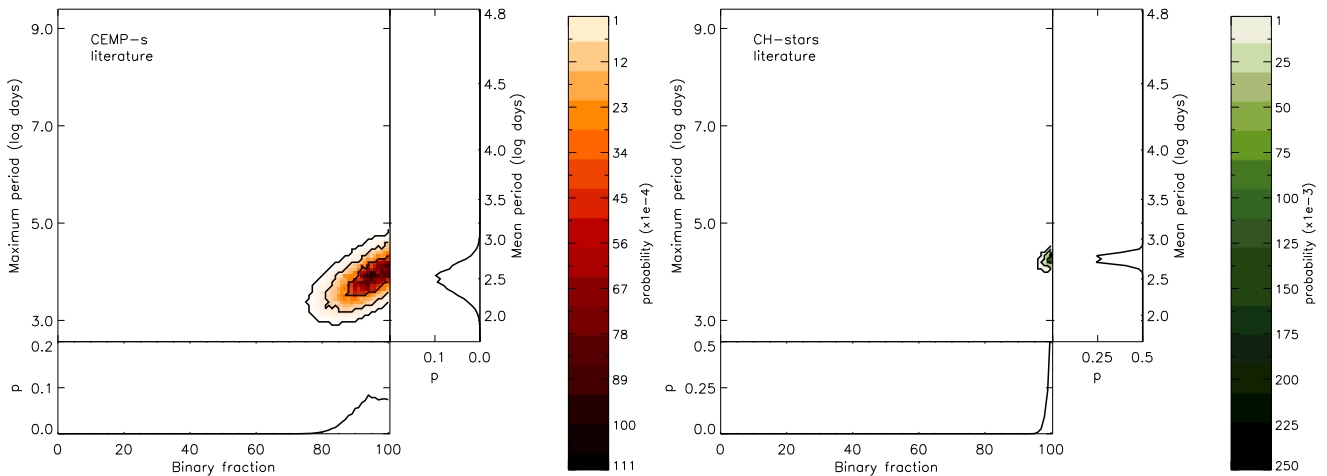 CEMP-s
literature
Maximum period (log days)
9.0
7.0
5.0
3.0
4.8
4.5
4.0
3.5
3.0
2.5
2.0
Mean period (log days)
0.1 0.0
p
0.2
0.1
0.0
p
0 20 40 60 80 100
Binary fraction
1
12
23
34
45
56
67
78
89
100
111
probability (x1e-4)
CH-stars
literature
Maximum period (log days)
9.0
7.0
5.0
3.0
4.8
4.5
4.0
3.5
3.0
2.5
2.0
Mean period (log days)
0.25 0.5
p
0.5
0.25
0.0
p
0 20 40 60 80 100
Binary fraction
1
25
50
75
100
125
150
175
200
225
250
probability (x1e-3)